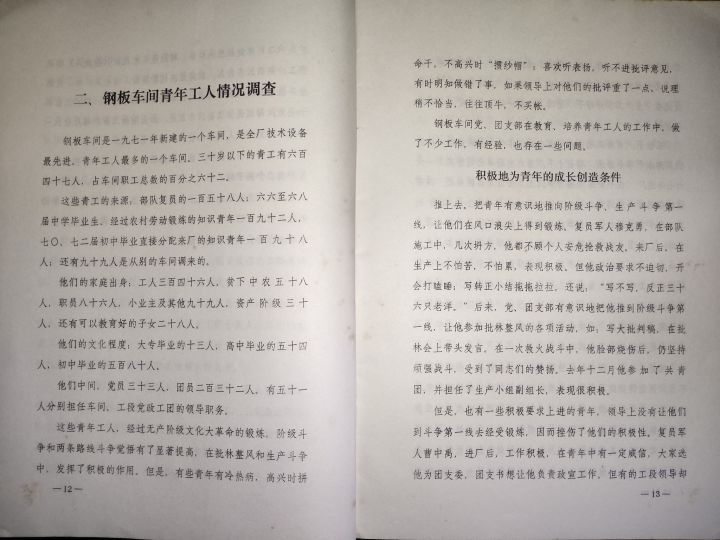 二、钢板车间青年工人情况调查
钢板车间是一九七一年新建的一个车间，是全厂技术设备
最先进、青年工人最多的一个车间。三十岁以下的青工有六百
四十七人，占车间职工总数的百分之六十二。
这些青工的来源：部队复员的一百五十八人；六六至六八
届中学毕业生，经过农村劳动锻炼的知识青年一百九十二人，
七〇、七二届初中毕业直接分配来厂的知识青年一百九十八
人；还有九十九人是从别的车间调来的。
他们的家庭出身：工人三百四十六人，贫下中农五十八
人，职员八十六人，小业主及其他九十九人，资产阶级三十
人，还有可以教育好的子女二十八人。
他们的文化程度：大专毕业的十三人，高中毕业的五十四
人，初中毕业的五百八十人。
他们中间，党员三十三人，团员二百三十二人，有五十一
人分别担任车间、工段党政工团的领导职务。
这些青年工人，经过无产阶级文化大革命的锻炼，阶级斗
争和两条路线斗争觉悟有了显著提高，在批林整风和生产斗争
中，发挥了积极的作用。但是，有些青年有冷热病，高兴时拼
—12—
命干，不高兴时“撂纱帽”；喜欢听表扬，听不进批评意见，
有时明知做错了事，如果领导上对他们的批评重了一点、说理
稍不恰当，往往顶牛，不买帐。
钢板车间党、团支部在教育、培养青年工人的工作中，做
了不少工作，有经验，也存在一些问题。
积极地为青年的成长创造条件
推上去，把青年有意识地推向阶级斗争、生产斗争第一
线，让他们在风口浪尖上得到锻炼。复员军人穆克勇，在部队
施工中，几次坍方，他都不顾个人安危抢救战友。来厂后，在
生产上不怕苦，不怕累，表现积极。但他政治要求不迫切，开
会打瞌睡；写转正小结拖拖拉拉，还说：“写不写，反正三十
六只老洋。”后来，党、团支部有意识地把他推到阶级斗争第
一线，让他参加批林整风的各项活动，如：写大批判稿，在批
林会上带头发言。在一次救火战斗中，他脸部烧伤后，仍坚持
顽强战斗，受到了同志们的赞扬。去年十二月他参加了共青
团，并担任了生产小组副组长，表现很积极。
但是，也有一些积极要求上进的青年，领导上没有让他们
到斗争第一线去经受锻炼，因而挫伤了他们的积极性。复员军
人曹中禹，进厂后，工作积极，在青年中有一定威信，大家选
他为团支委，团支书想让他负责政宣工作，但有的工段领导却
—13—